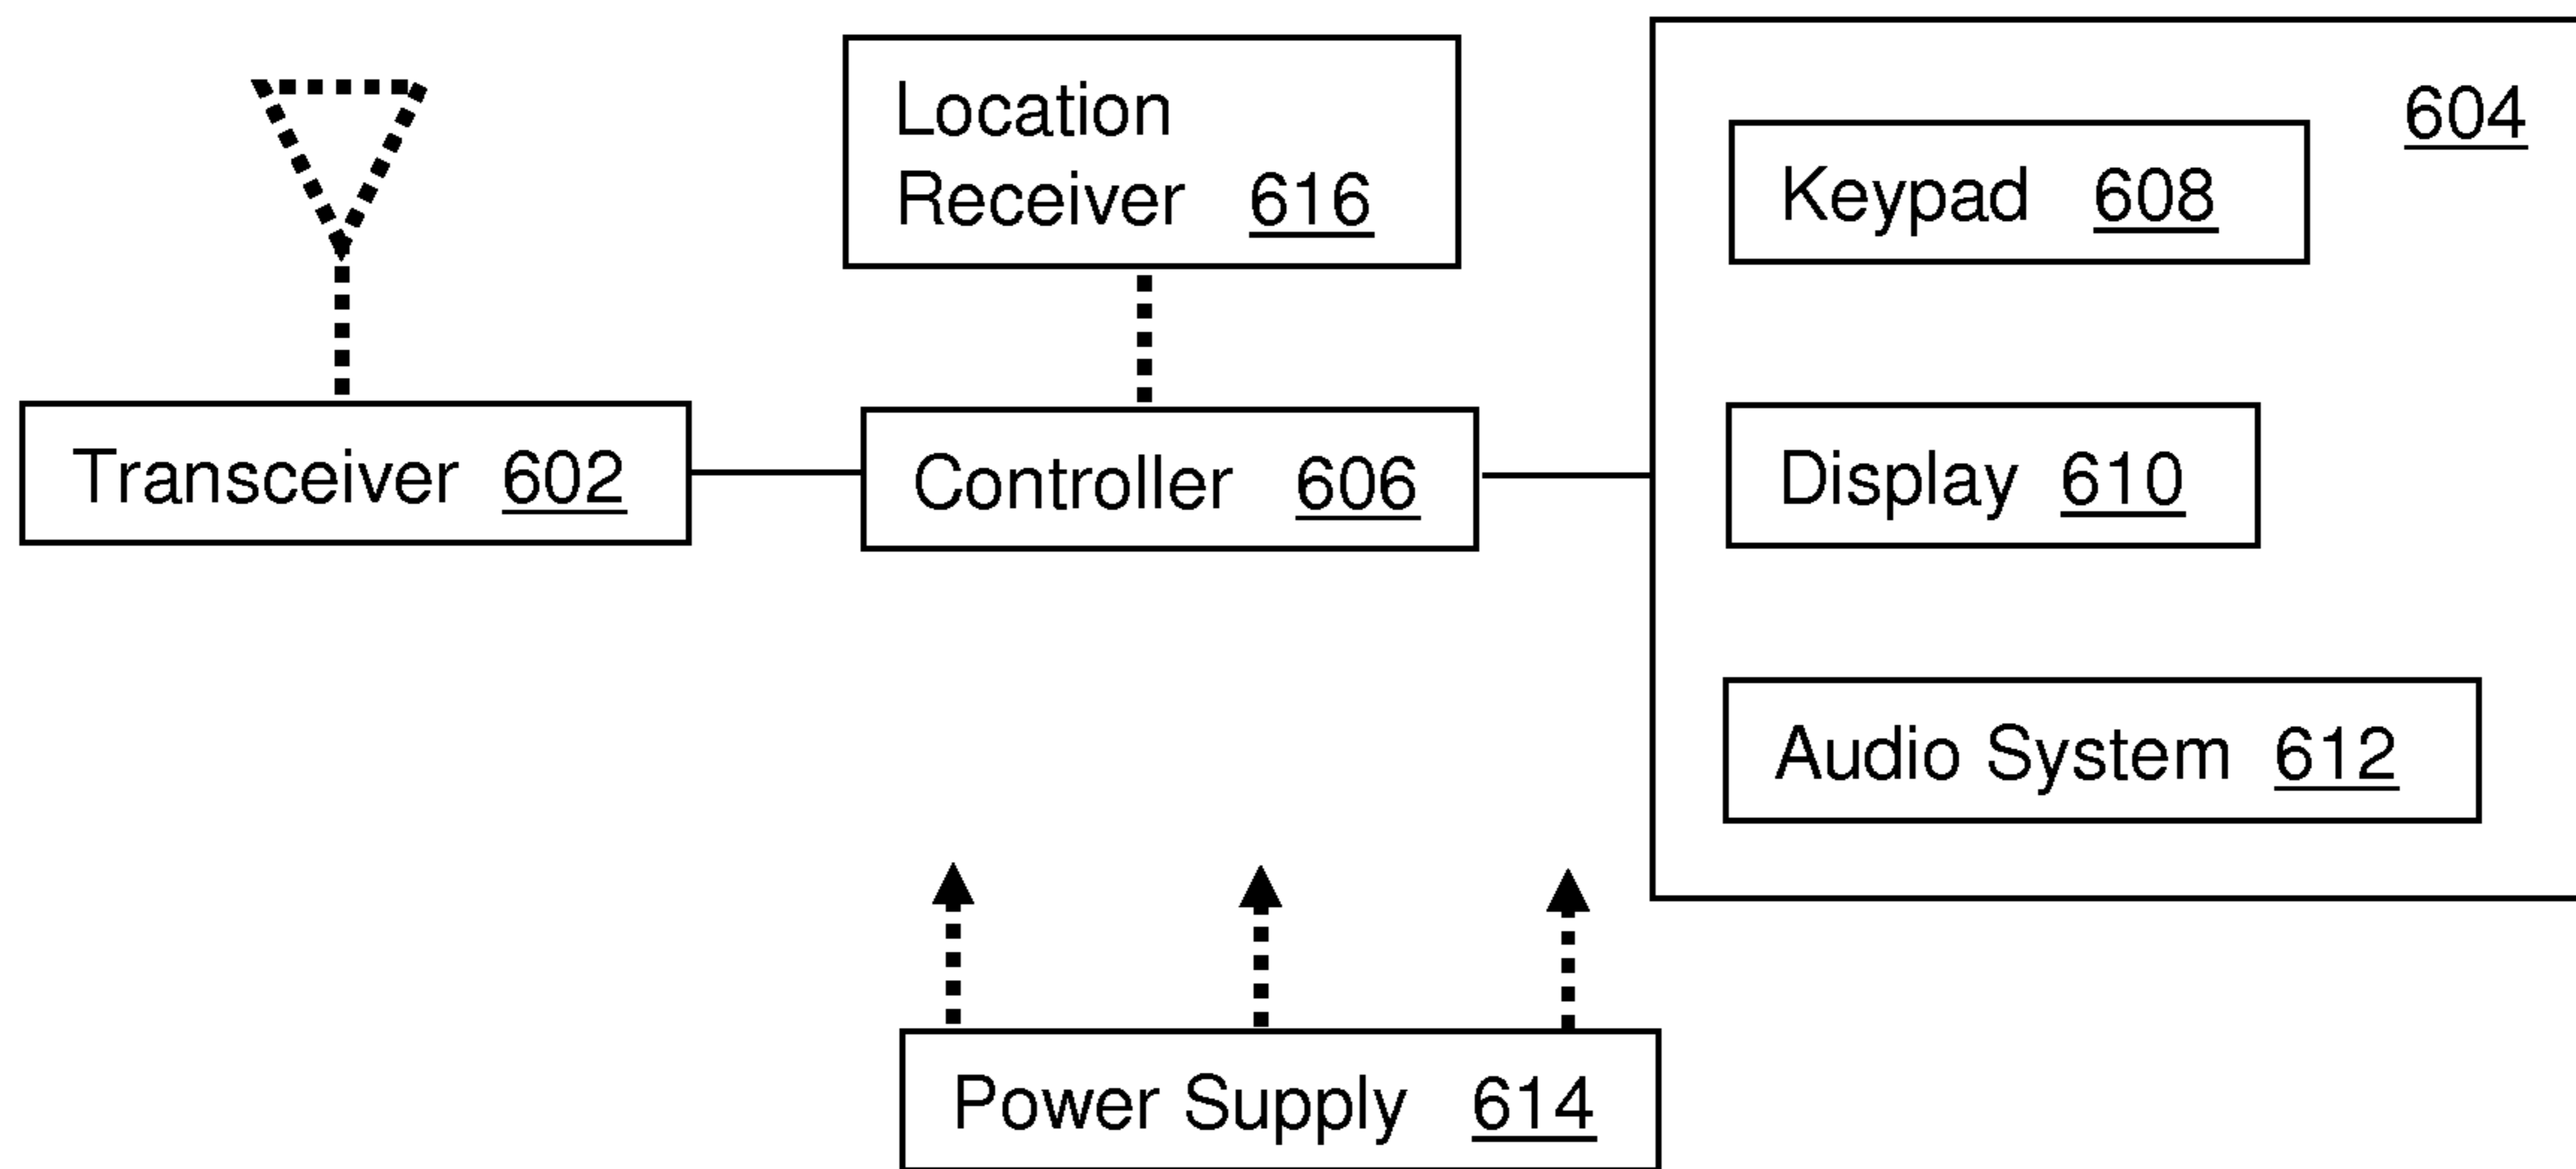 Location
Receiver 616
604
Keypad 608
Transceiver 602
Controller 606
Display 610
Audio System 612
Power Supply 614